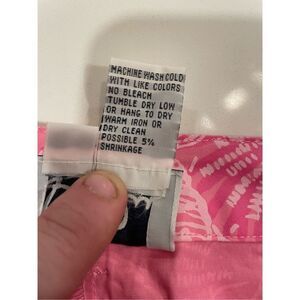 MACHINE WASH COLD
WITH LIKE COLORS
NO BLEACH
TUMBLE DRY LOW
OR HANG TO DRY
WARM IRON OR
DRY CLEAN
POSSIBLE 5%
SHRINKAGE